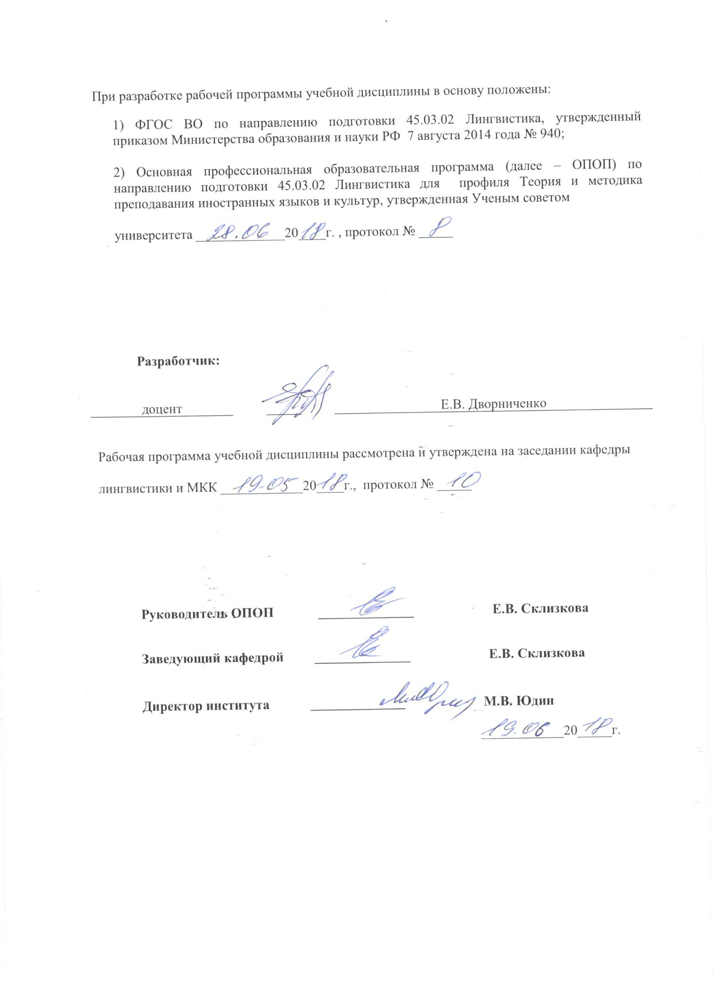 При разработке рабочей программы учебной дисциплины в основу положены:
1) ФГОС ВО по направлению подготовки 45.03.02 Лингвистика, утвержденный
приказом Министерства образования и науки РФ 7 августа 2014 года № 940;
2) Основная профессиональная образовательная программа (далее – ОПОП) по
направлению подготовки 45.03.02 Лингвистика для профиля Теория и методика
преподавания иностранных языков и культур, утвержденная Ученым советом
университета 28.06 2018г. , протокол № 8
Разработчик:
доцент Е.В. Дворниченко
Рабочая программа учебной дисциплины рассмотрена и утверждена на заседании кафедры
лингвистики и МКК 19.05 2018г., протокол № 10
Руководитель ОПОП Е.В. Склизкова
Заведующий кафедрой Е.В. Склизкова
Директор института М.В. Юдин
19.06 2018г.